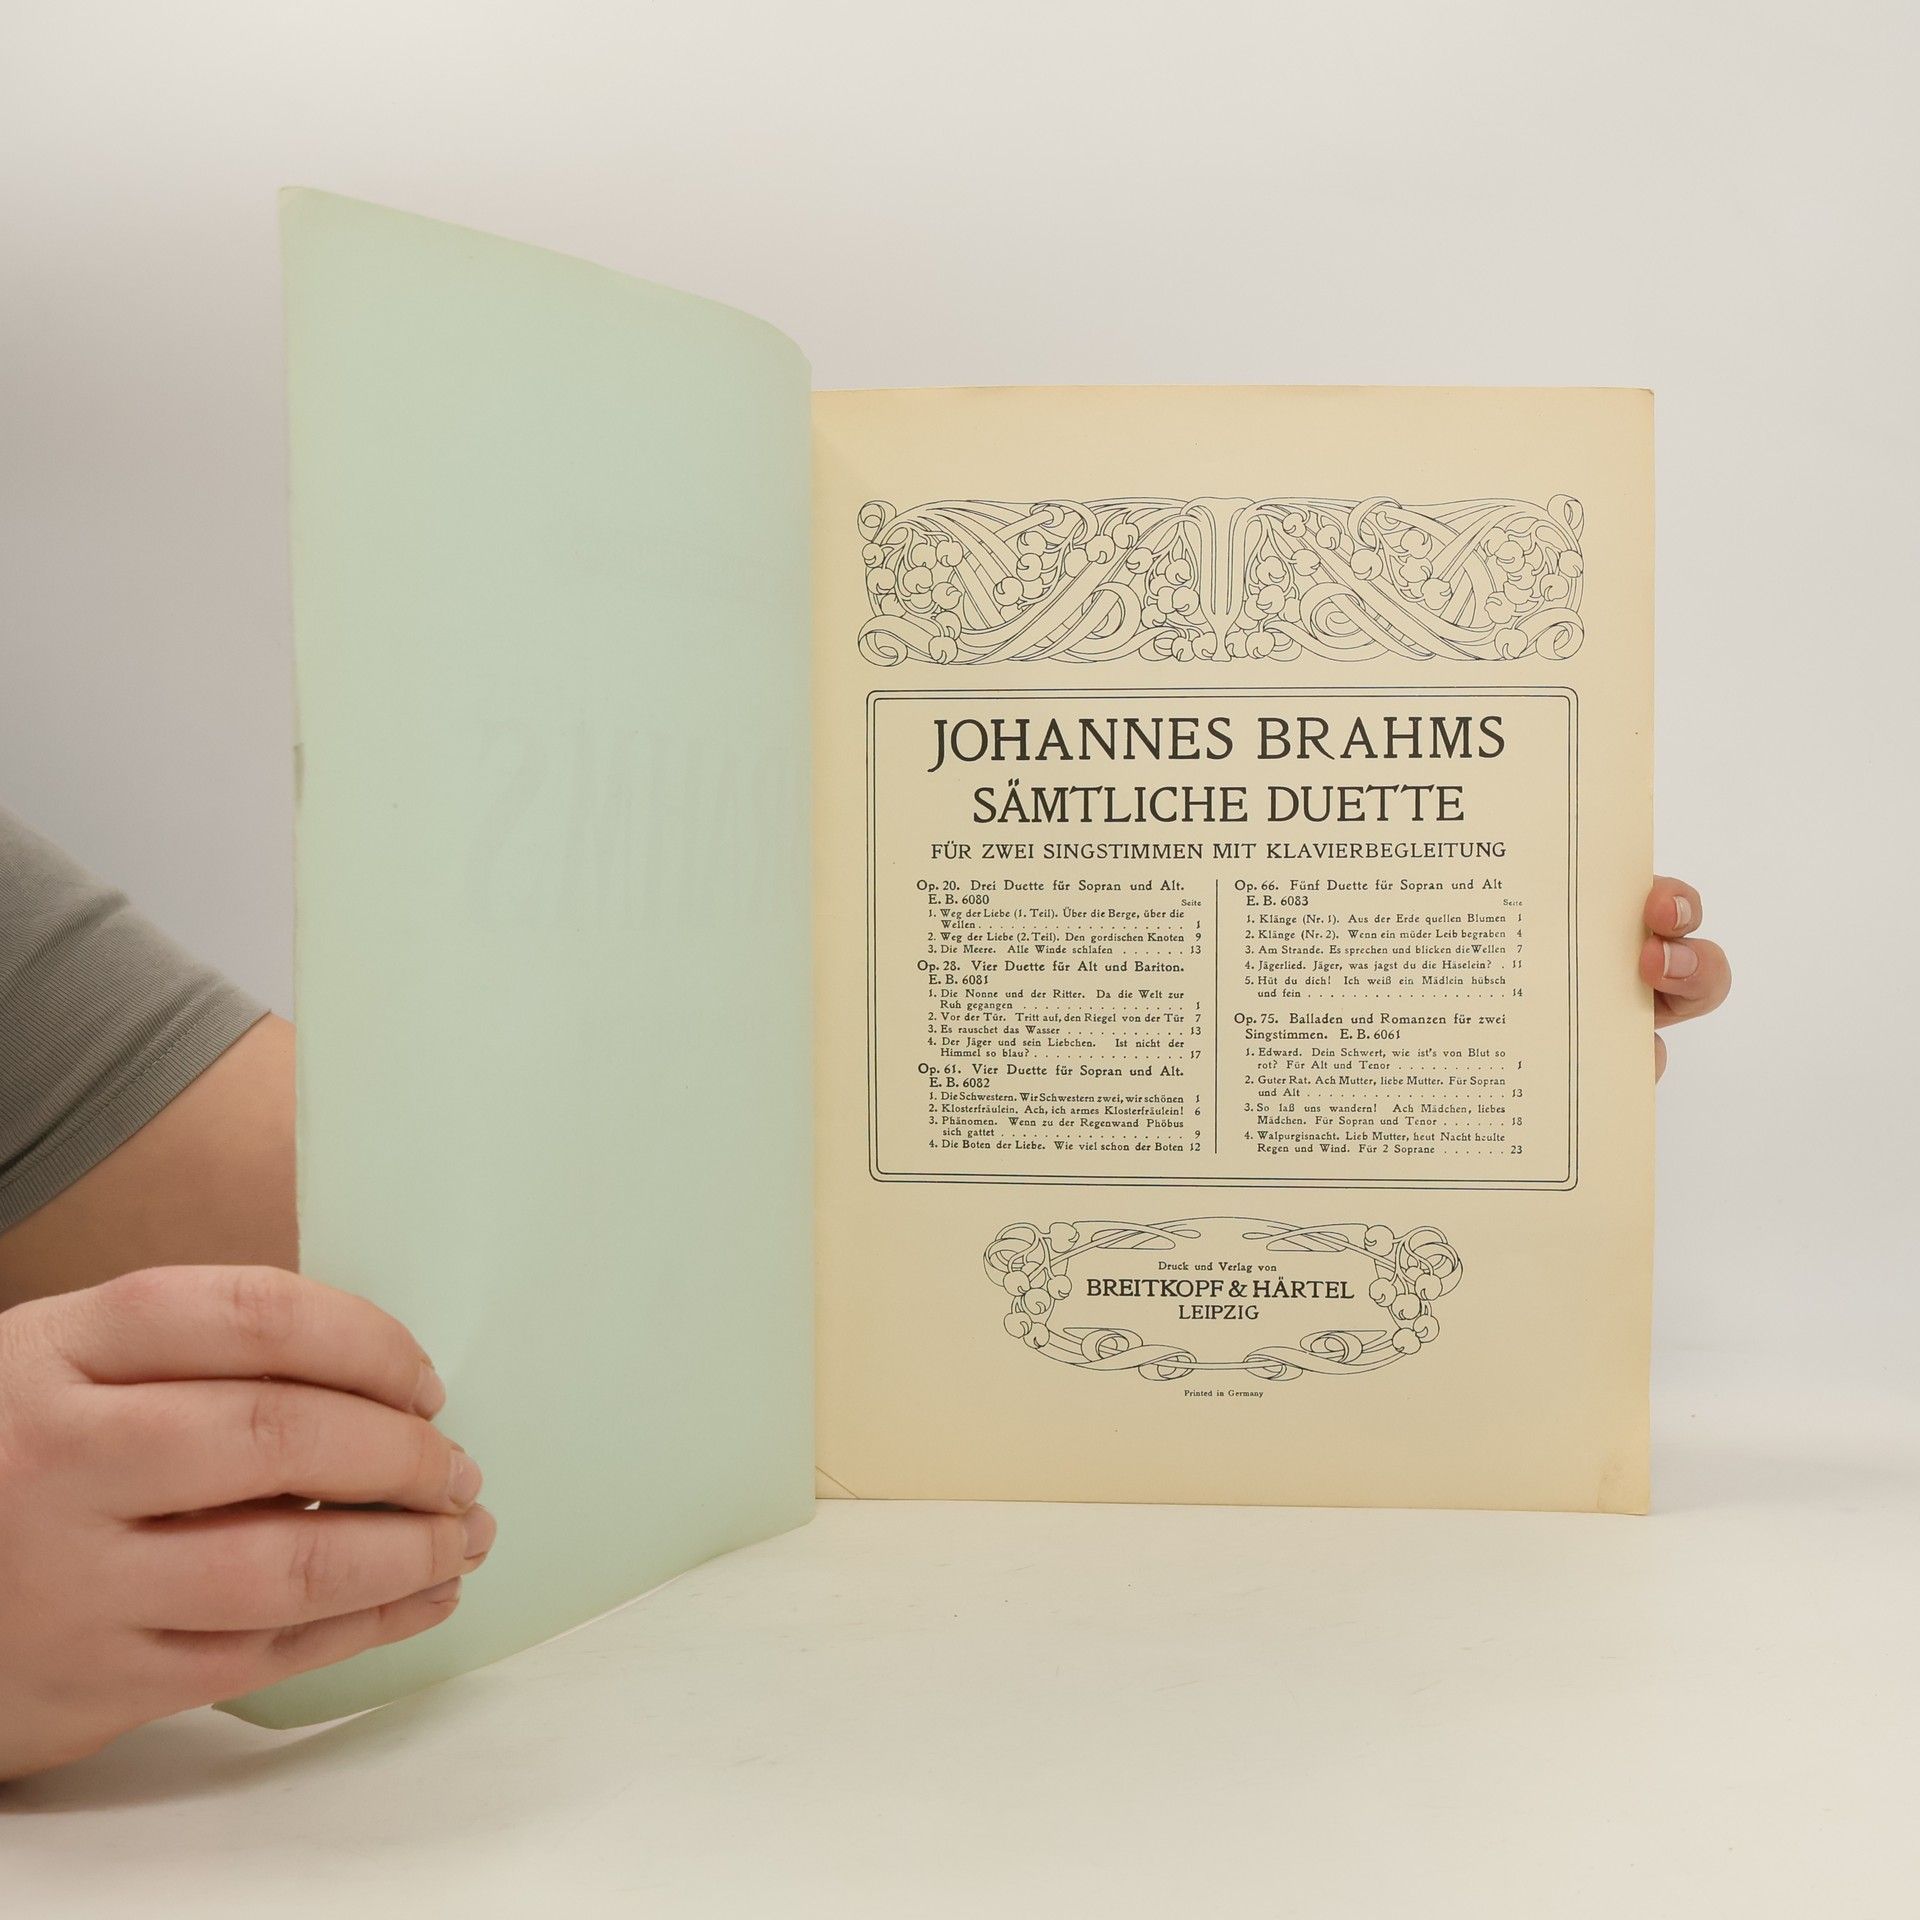 JOHANNES BRAHMS
SÄMTLICHE DUETTE
FÜR ZWEI SINGSTIMMEN MIT KLAVIERBEGLEITUNG
Op. 20. Drei Duette für Sopran und Alt.
E. B. 6080 Seite
1. Weg der Liebe (1. Teil). Über die Berge, über die
Wellen . . . . . . . . . . . . . . . . . . . 1
2. Weg der Liebe (2. Teil). Den gordischen Knoten 9
3. Die Meere. Alle Winde schlafen . . . . . . 13
Op. 28. Vier Duette für Alt und Bariton.
E. B. 6081
1. Die Nonne und der Ritter. Da die Welt zur
Ruh gegangen . . . . . . . . . . . . . . . 1
2. Vor der Tür. Tritt auf, den Riegel von der Tür 7
3. Es rauschet das Wasser . . . . . . . . . . . 13
4. Der Jäger und sein Liebchen. Ist nicht der
Himmel so blau? . . . . . . . . . . . . . . 17
Op. 61. Vier Duette für Sopran und Alt.
E. B. 6082
1. Die Schwestern. Wir Schwestern zwei, wir schönen 1
2. Klosterfräulein. Ach, ich armes Klosterfräulein! 6
3. Phänomen. Wenn zu der Regenwand Phöbus
sich gattet . . . . . . . . . . . . . . . . . 9
4. Die Boten der Liebe. Wie viel schon der Boten 12
Op. 66. Fünf Duette für Sopran und Alt
E. B. 6083 Seite
1. Klänge (Nr. 1). Aus der Erde quellen Blumen 1
2. Klänge (Nr. 2). Wenn ein müder Leib begraben 4
3. Am Strande. Es sprechen und blicken die Wellen 7
4. Jägerlied. Jäger, was jagst du die Häselein? . 11
5. Hüt du dich! Ich weiß ein Mädlein hübsch
und fein . . . . . . . . . . . . . . . . . . 14
Op. 75. Balladen und Romanzen für zwei
Singstimmen. E. B. 6061
1. Edward. Dein Schwert, wie ist's von Blut so
rot? Für Alt und Tenor . . . . . . . . . . 1
2. Guter Rat. Ach Mutter, liebe Mutter. Für Sopran
und Alt . . . . . . . . . . . . . . . . . . 13
3. So laß uns wandern! Ach Mädchen, liebes
Mädchen. Für Sopran und Tenor . . . . . . 18
4. Walpurgisnacht. Lieb Mutter, heut Nacht heulte
Regen und Wind. Für 2 Soprane . . . . . . 23
Druck und Verlag von
BREITKOPF & HÄRTEL
LEIPZIG
Printed in Germany